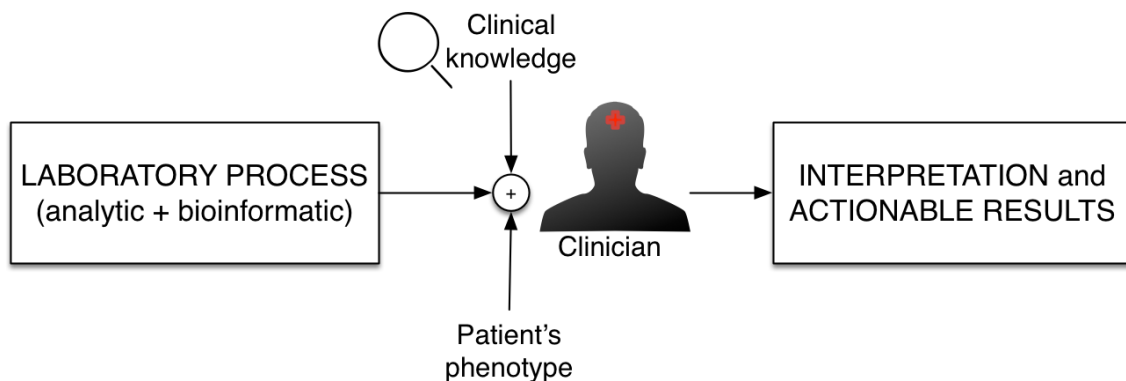 Clinical
knowledge
LABORATORY PROCESS
(analytic + bioinformatic)
+
Clinician
INTERPRETATION and
ACTIONABLE RESULTS
Patient's
phenotype